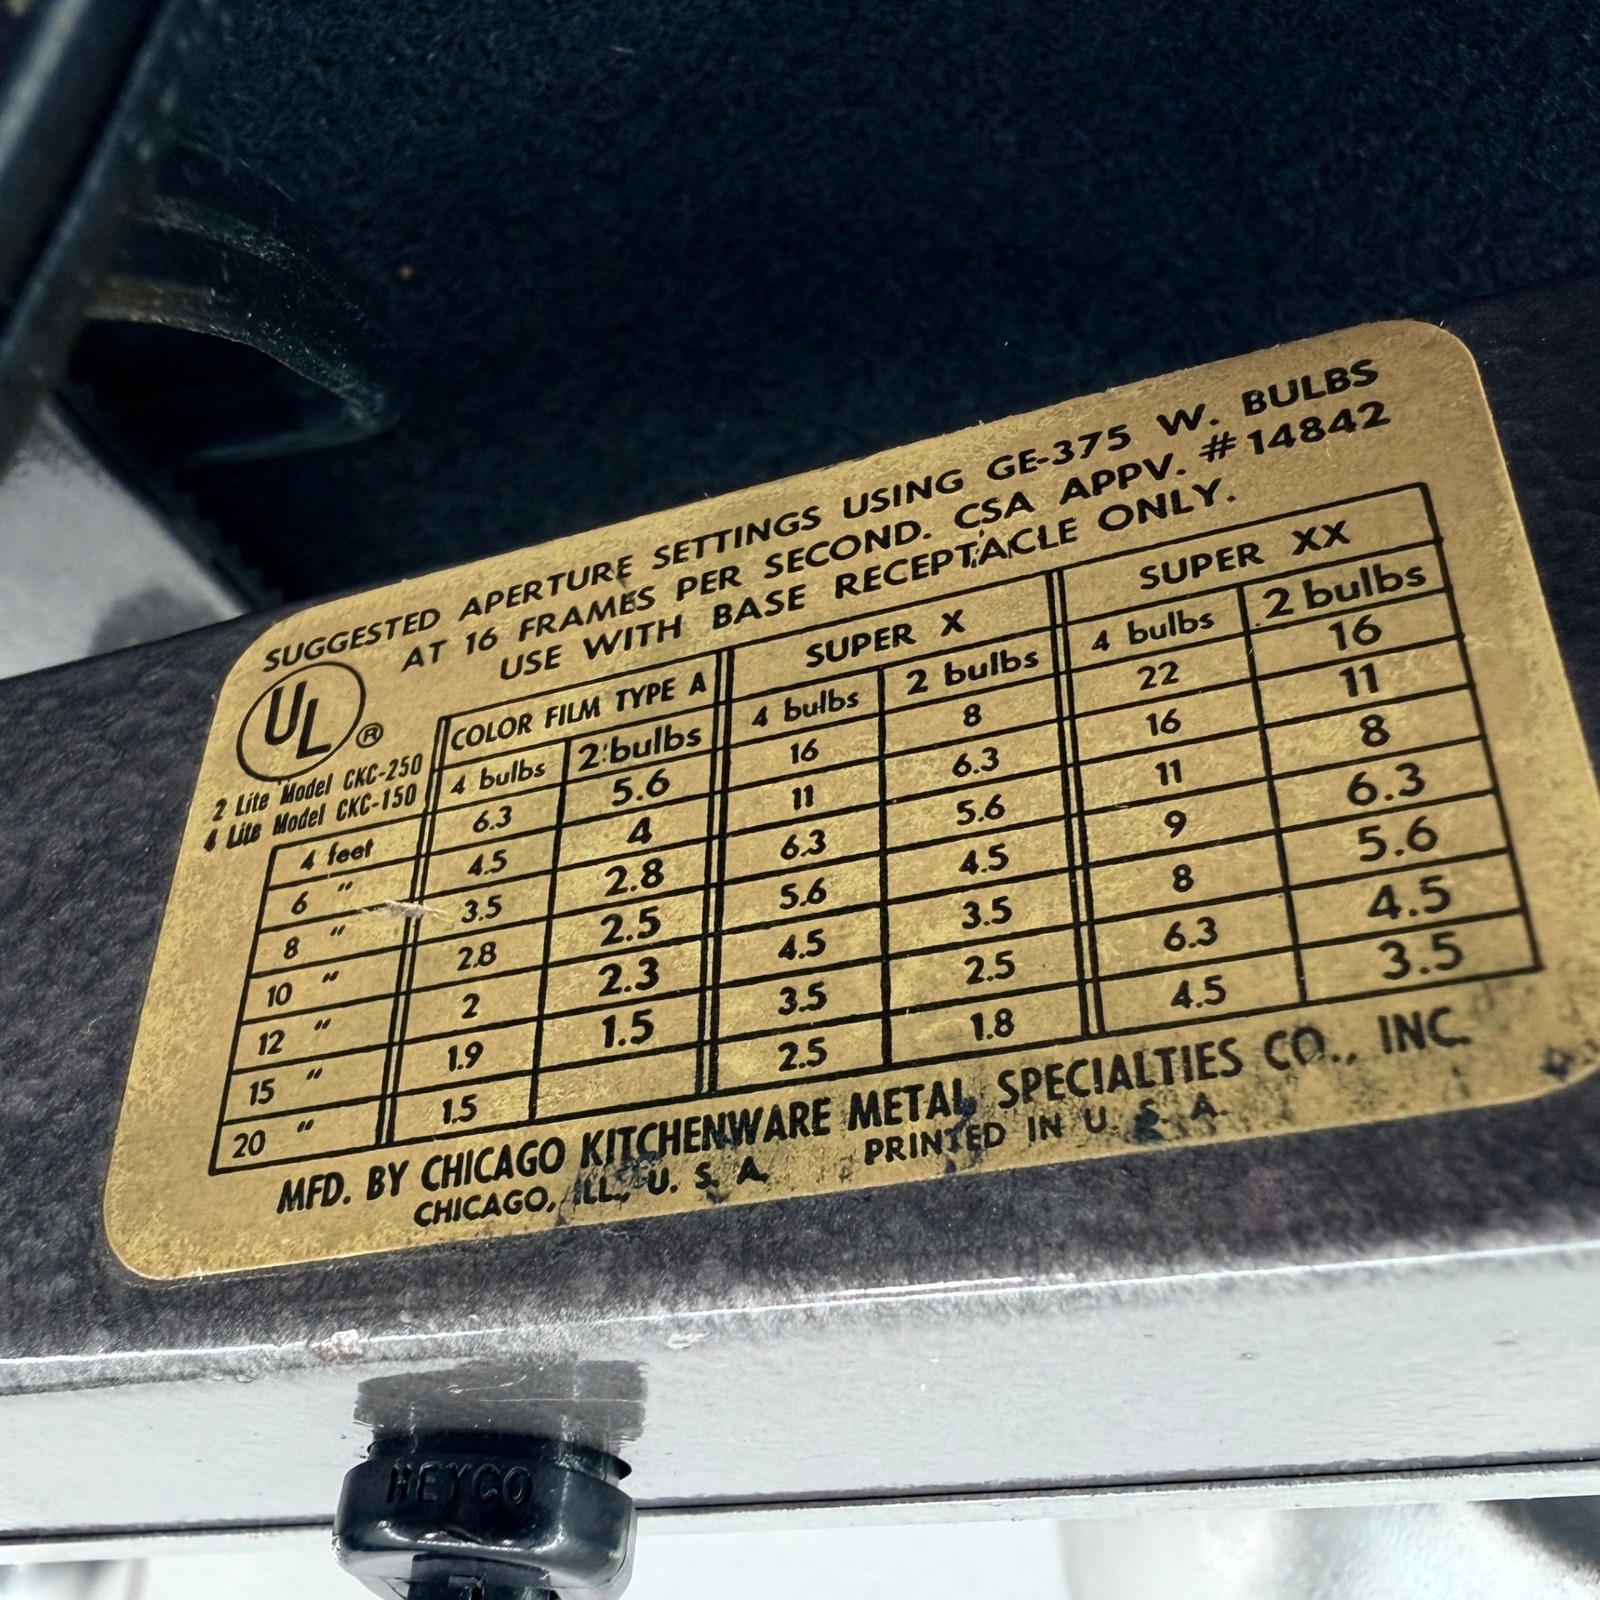 SUGGESTED APERTURE SETTINGS USING GE-375 W. BULBS
AT 16 FRAMES PER SECOND. CSA APPV. #14842
USE WITH BASE RECEPTACLE ONLY.
UL ®
2 Lite Model CKC-250
4 Lite Model CKC-150
COLOR FILM TYPE A SUPER X SUPER XX
4 bulbs 2 bulbs 4 bulbs 2 bulbs 4 bulbs 2 bulbs
4 feet 6.3 5.6 16 8 22 16
6 " 4.5 4 11 6.3 16 11
8 " 3.5 2.8 6.3 5.6 11 8
10 " 2.8 2.5 5.6 4.5 9 6.3
12 " 2 2.3 4.5 3.5 8 5.6
15 " 1.9 1.5 3.5 2.5 6.3 4.5
20 " 1.5 2.5 1.8 4.5 3.5
MFD. BY CHICAGO KITCHENWARE METAL SPECIALTIES CO., INC.
CHICAGO, ILL., U. S. A. PRINTED IN U. S. A.
HEYCO